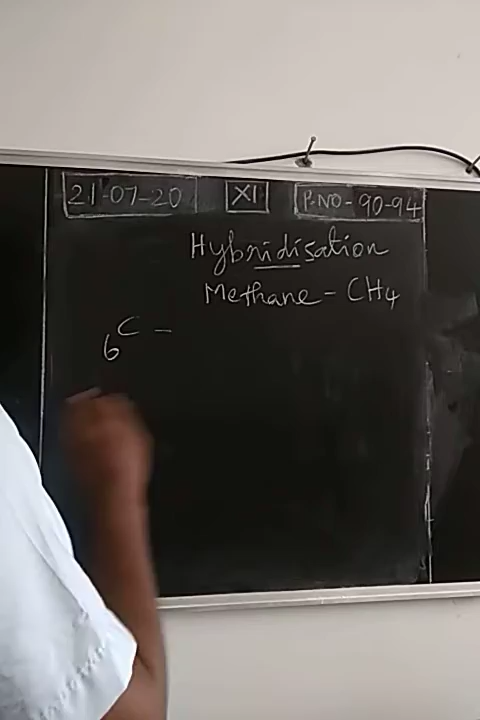 21-07-20 XI P.NO-90-94
Hybridisation
Methane - CH4
6C -